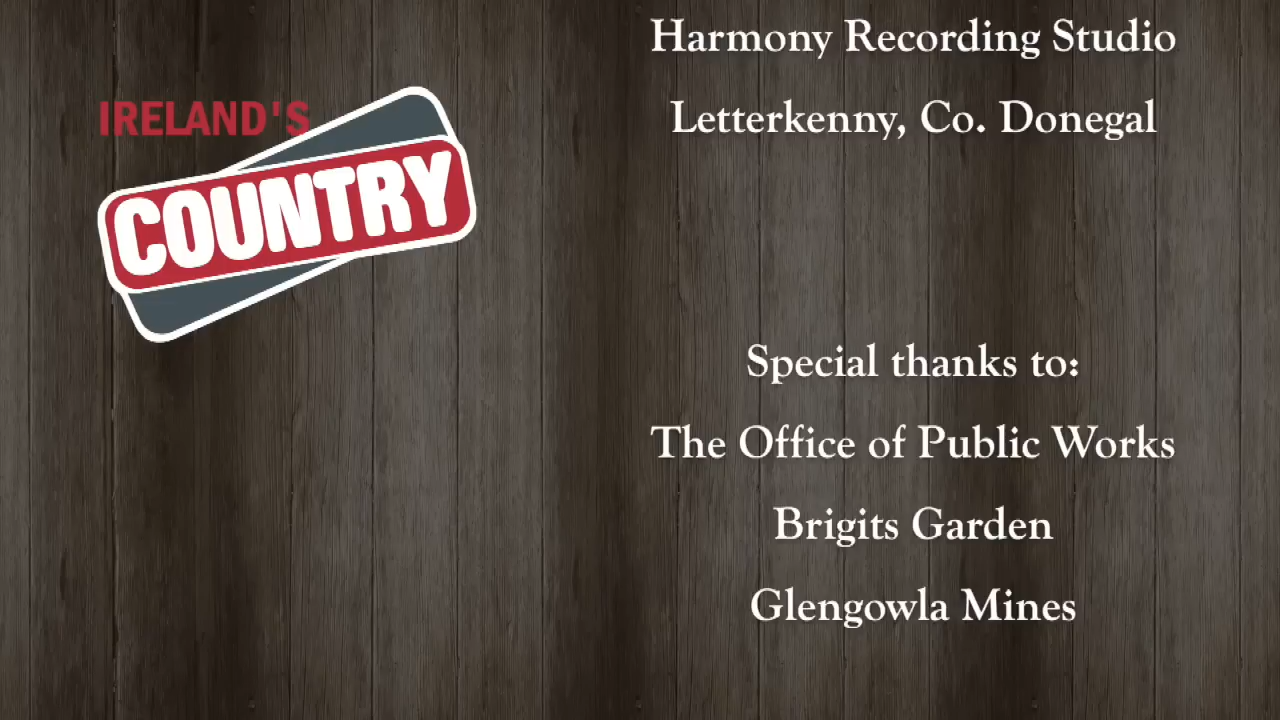 IRELAND'S
COUNTRY
Harmony Recording Studio
Letterkenny, Co. Donegal
Special thanks to:
The Office of Public Works
Brigits Garden
Glengowla Mines